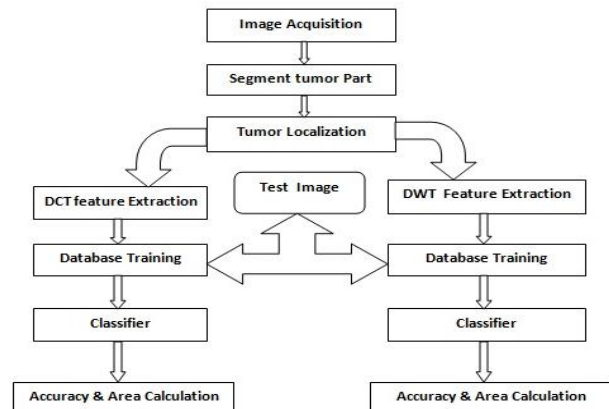 Image Acquisition
Segment tumor Part
Tumor Localization
Test Image
DCT feature Extraction
DWT Feature Extraction
Database Training
Database Training
Classifier
Classifier
Accuracy & Area Calculation
Accuracy & Area Calculation